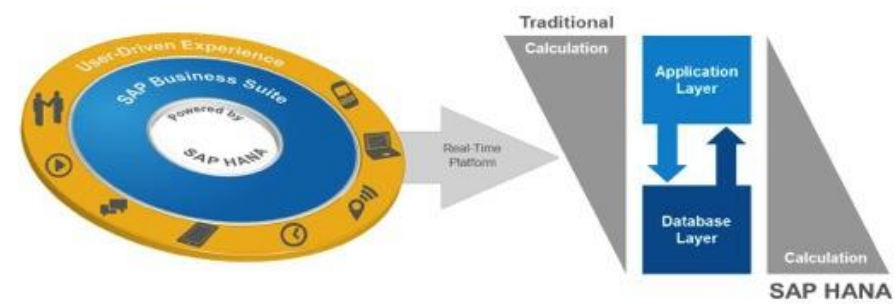 User-Driven Experience
SAP Business Suite
Powered by
SAP HANA
Real-Time
Platform
Traditional
Calculation
Application
Layer
Database
Layer
Calculation
SAP HANA